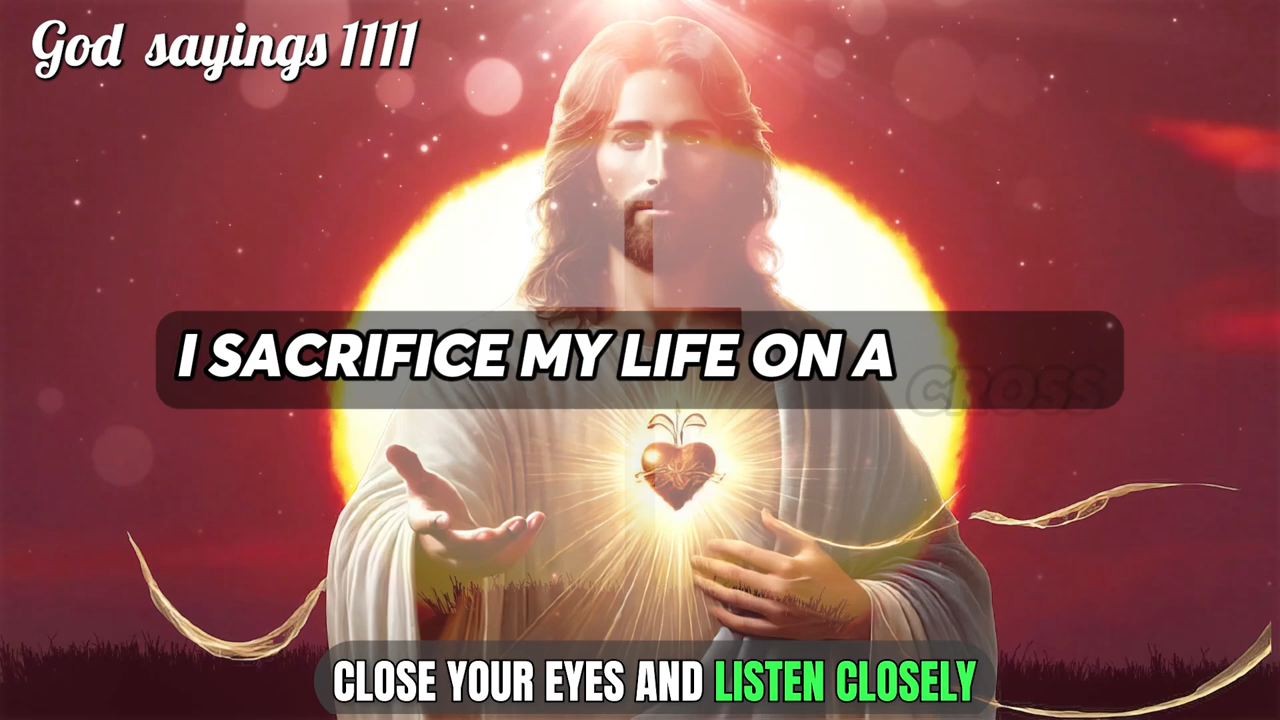 God sayings 1111
I SACRIFICE MY LIFE ON A CROSS
CLOSE YOUR EYES AND LISTEN CLOSELY